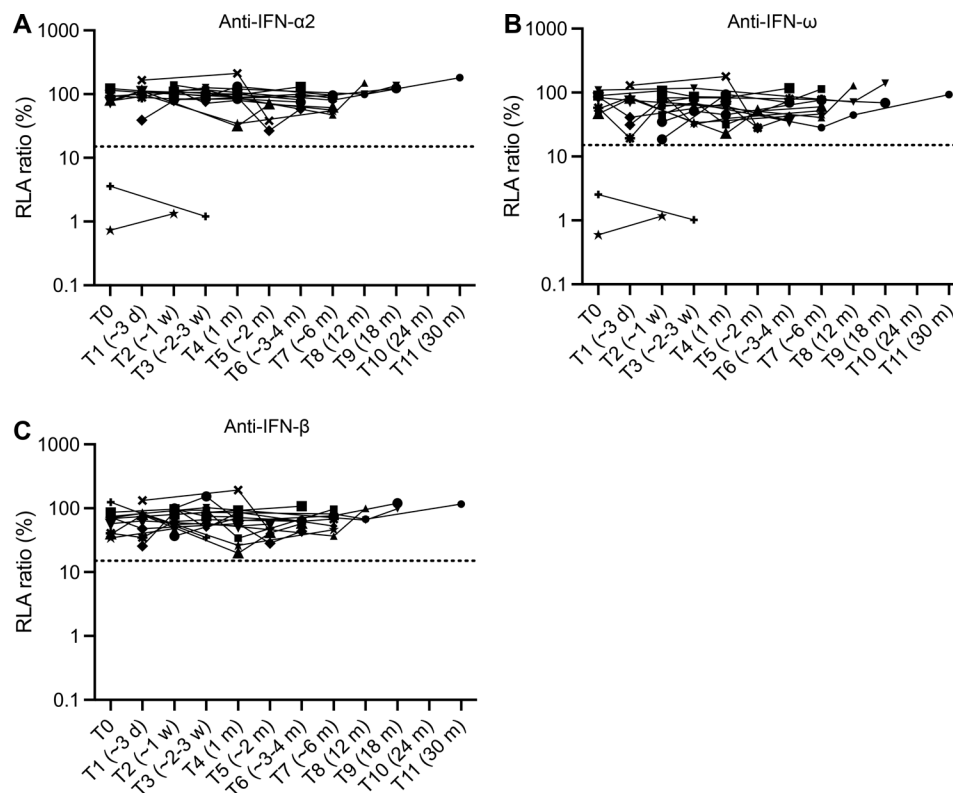 A
Anti-IFN-α2
RLA ratio (%)
1000
100
10
1
0.1
T0
T1 (~3 d)
T2 (~1 w)
T3 (~2-3 w)
T4 (1 m)
T5 (~2 m)
T6 (~3-4 m)
T7 (~6 m)
T8 (12 m)
T9 (18 m)
T10 (24 m)
T11 (30 m)
B
Anti-IFN-ω
RLA ratio (%)
1000
100
10
1
0.1
T0
T1 (~3 d)
T2 (~1 w)
T3 (~2-3 w)
T4 (1 m)
T5 (~2 m)
T6 (~3-4 m)
T7 (~6 m)
T8 (12 m)
T9 (18 m)
T10 (24 m)
T11 (30 m)
C
Anti-IFN-β
RLA ratio (%)
1000
100
10
1
0.1
T0
T1 (~3 d)
T2 (~1 w)
T3 (~2-3 w)
T4 (1 m)
T5 (~2 m)
T6 (~3-4 m)
T7 (~6 m)
T8 (12 m)
T9 (18 m)
T10 (24 m)
T11 (30 m)